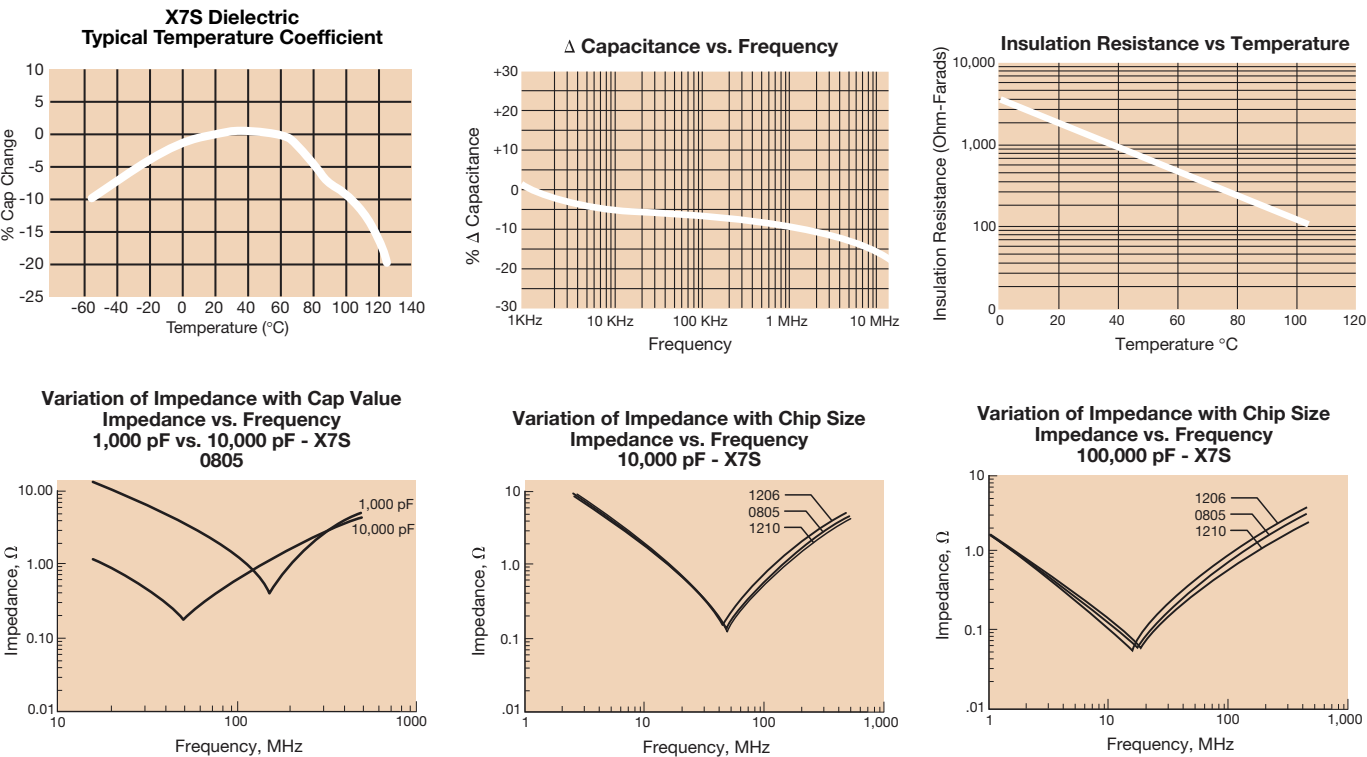 X7S Dielectric
Typical Temperature Coefficient
% Cap Change
10
5
0
-5
-10
-15
-20
-25
-60 -40 -20 0 20 40 60 80 100 120 140
Temperature (°C)
Δ Capacitance vs. Frequency
% Δ Capacitance
+30
+20
+10
0
-10
-20
-30
1KHz 10 KHz 100 KHz 1 MHz 10 MHz
Frequency
Insulation Resistance vs Temperature
Insulation Resistance (Ohm-Farads)
10,000
1,000
100
0
0 20 40 60 80 100 120
Temperature °C
Variation of Impedance with Cap Value
Impedance vs. Frequency
1,000 pF vs. 10,000 pF - X7S
0805
Impedance, Ω
10.00
1.00
0.10
0.01
1,000 pF
10,000 pF
10 100 1000
Frequency, MHz
Variation of Impedance with Chip Size
Impedance vs. Frequency
10,000 pF - X7S
Impedance, Ω
10
1.0
0.1
.01
1206
0805
1210
1 10 100 1,000
Frequency, MHz
Variation of Impedance with Chip Size
Impedance vs. Frequency
100,000 pF - X7S
Impedance, Ω
10
1.0
0.1
.01
1206
0805
1210
1 10 100 1,000
Frequency, MHz